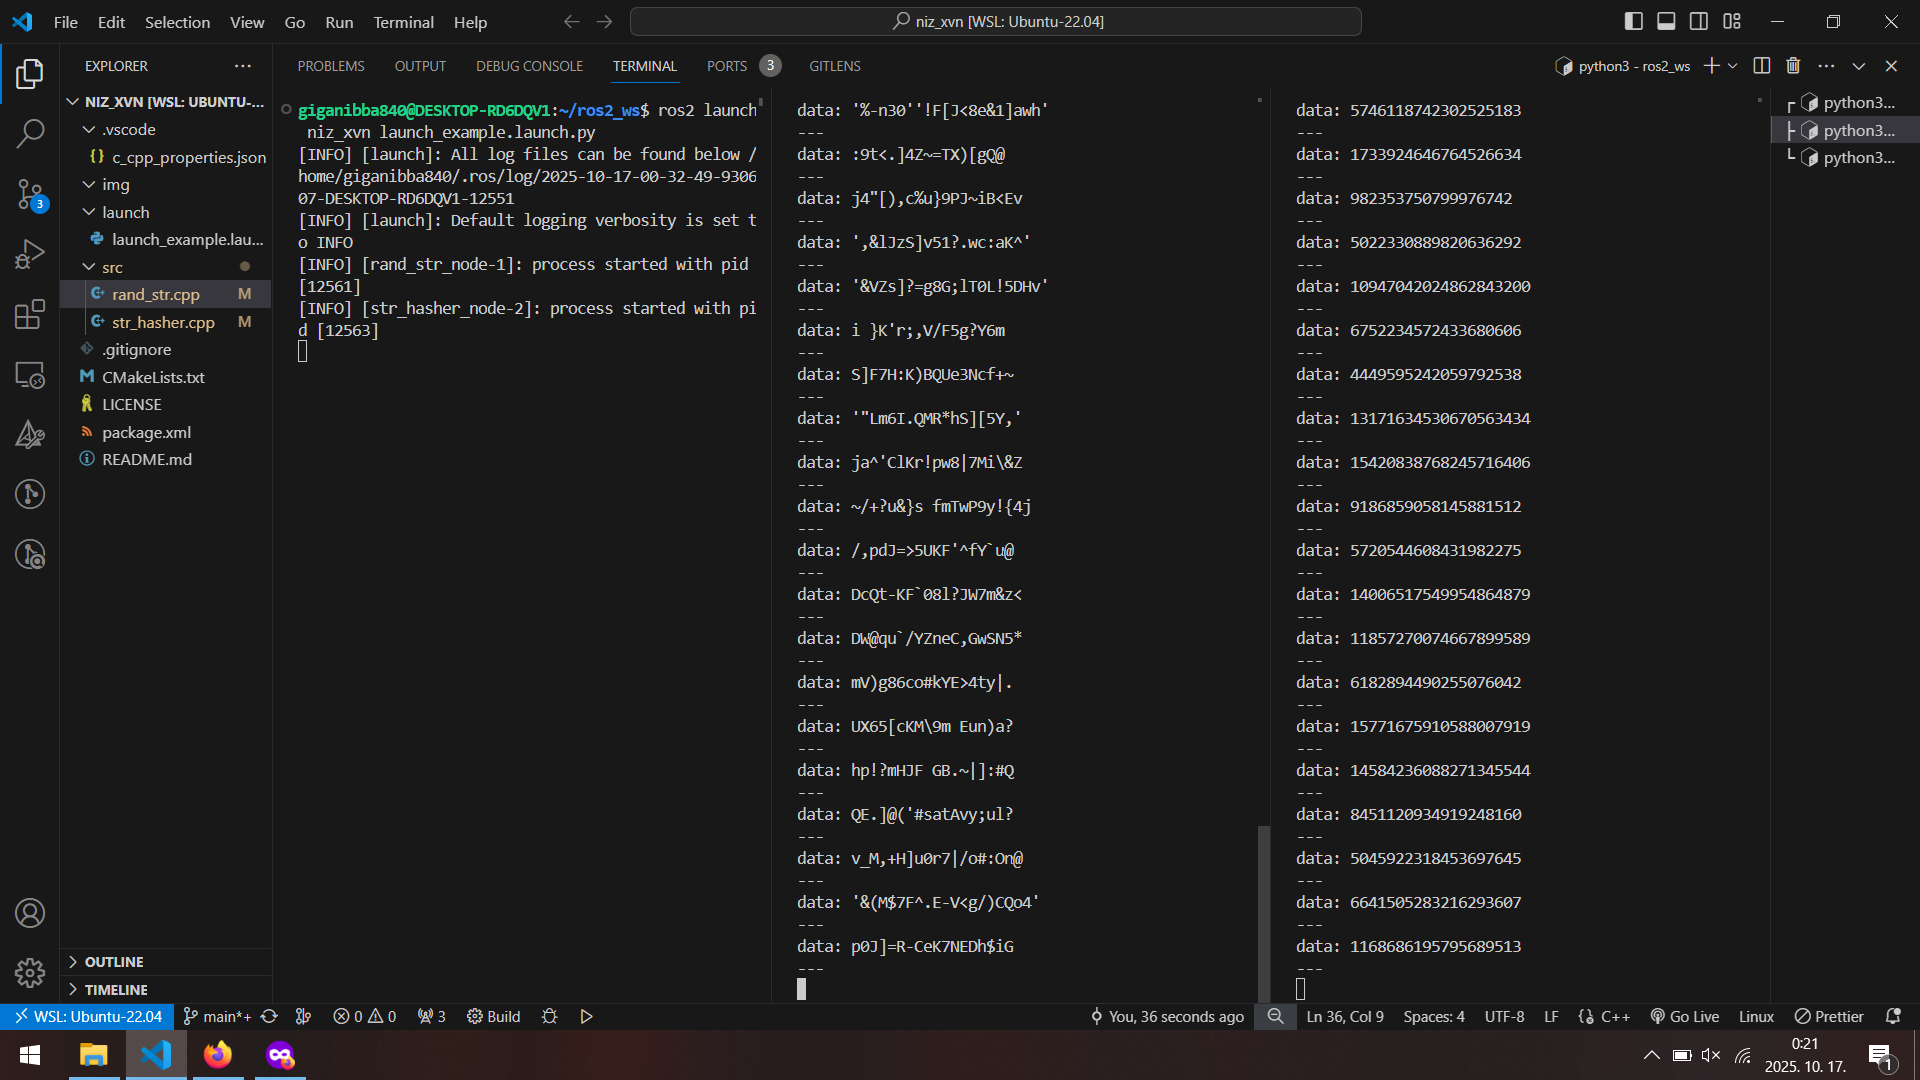 File Edit Selection View Go Run Terminal Help
niz_xvn [WSL: Ubuntu-22.04]
EXPLORER
NIZ_XVN [WSL: UBUNTU-...
.vscode
{} c_cpp_properties.json
img
launch
launch_example.lau...
src
rand_str.cpp M
str_hasher.cpp M
.gitignore
CMakeLists.txt
LICENSE
package.xml
README.md
OUTLINE
TIMELINE
3
PROBLEMS OUTPUT DEBUG CONSOLE TERMINAL PORTS 3 GITLENS
python3 - ros2_ws
giganibba840@DESKTOP-RD6DQV1:~/ros2_ws$ ros2 launch
niz_xvn launch_example.launch.py
[INFO] [launch]: All log files can be found below /
home/giganibba840/.ros/log/2025-10-17-00-32-49-9306
07-DESKTOP-RD6DQV1-12551
[INFO] [launch]: Default logging verbosity is set t
o INFO
[INFO] [rand_str_node-1]: process started with pid
[12561]
[INFO] [str_hasher_node-2]: process started with pi
d [12563]
data: '%-n30''!F[J<8e&1]awh'
---
data: :9t<.]4Z~=TX)[gQ@
---
data: j4"[),c%u}9PJ~iB<Ev
---
data: ',&lJzS]v51?.wc:aK^'
---
data: '&VZs]?=g8G;lT0L!5DHv'
---
data: i }K'r;,V/F5g?Y6m
---
data: S]F7H:K)BQUe3Ncf+~
---
data: '"Lm6I.QMR*hS][5Y,'
---
data: ja^'ClKr!pw8|7Mi\&Z
---
data: ~/+?u&}s fmTwP9y!{4j
---
data: /,pdJ=>5UKF'^fY`u@
---
data: DcQt-KF`08l?JW7m&z<
---
data: DW@qu`/YZneC,GwSN5*
---
data: mV)g86co#kYE>4ty|.
---
data: UX65[cKM\9m Eun)a?
---
data: hp!?mHJF GB.~|]:#Q
---
data: QE.]@('#satAvy;ul?
---
data: v_M,+H]u0r7|/o#:On@
---
data: '&(M$7F^.E-V<g/)CQo4'
---
data: p0J]=R-CeK7NEDh$iG
---
data: 5746118742302525183
---
data: 1733924646764526634
---
data: 982353750799976742
---
data: 5022330889820636292
---
data: 10947042024862843200
---
data: 6752234572433680606
---
data: 4449595242059792538
---
data: 13171634530670563434
---
data: 15420838768245716406
---
data: 9186859058145881512
---
data: 5720544608431982275
---
data: 14006517549954864879
---
data: 11857270074667899589
---
data: 6182894490255076042
---
data: 15771675910588007919
---
data: 14584236088271345544
---
data: 8451120934919248160
---
data: 5045922318453697645
---
data: 6641505283216293607
---
data: 1168686195795689513
---
python3...
python3...
python3...
WSL: Ubuntu-22.04 main*+ 0 0 3 Build You, 36 seconds ago Ln 36, Col 9 Spaces: 4 UTF-8 LF C++ Go Live Linux Prettier
0:21
2025. 10. 17.
1